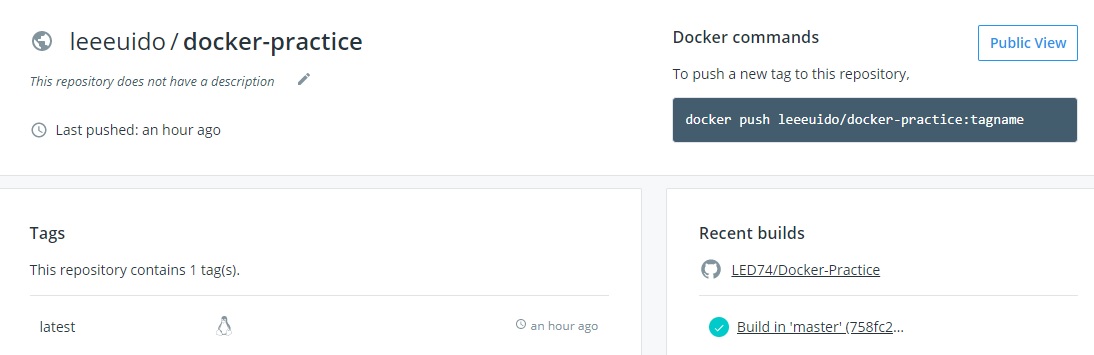 leeeuido / docker-practice
This repository does not have a description
Last pushed: an hour ago
Docker commands
Public View
To push a new tag to this repository,
docker push leeeuido/docker-practice:tagname
Tags
This repository contains 1 tag(s).
latest
an hour ago
Recent builds
LED74/Docker-Practice
Build in 'master' (758fc2...